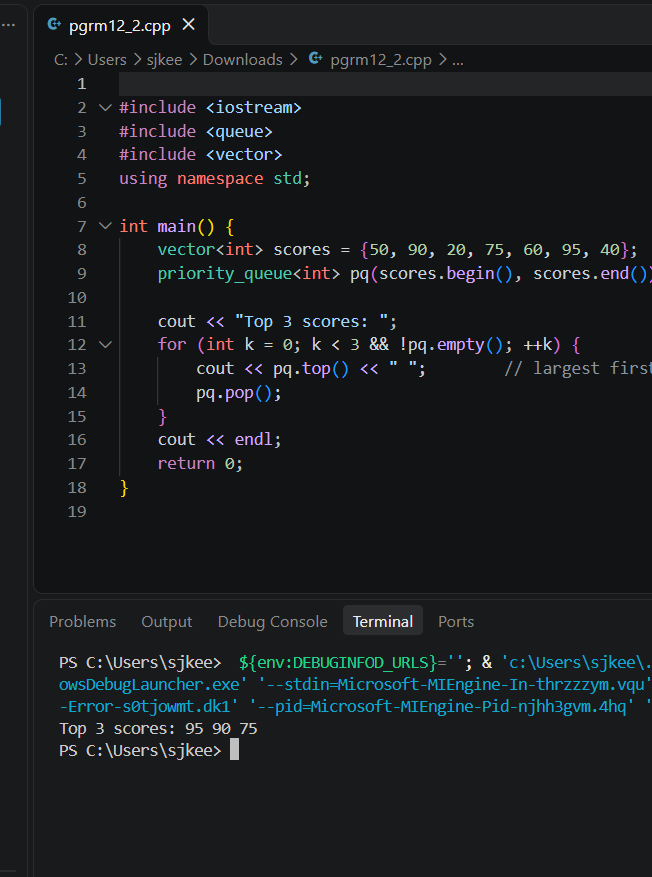 ... pgrm12_2.cpp
C: > Users > sjkee > Downloads > pgrm12_2.cpp > ...
1
2 #include <iostream>
3 #include <queue>
4 #include <vector>
5 using namespace std;
6
7 int main() {
8 vector<int> scores = {50, 90, 20, 75, 60, 95, 40};
9 priority_queue<int> pq(scores.begin(), scores.end())
10
11 cout << "Top 3 scores: ";
12 for (int k = 0; k < 3 && !pq.empty(); ++k) {
13 cout << pq.top() << " "; // largest first
14 pq.pop();
15 }
16 cout << endl;
17 return 0;
18 }
19
Problems Output Debug Console Terminal Ports
PS C:\Users\sjkee> ${env:DEBUGINFOD_URLS}=''; & 'c:\Users\sjkee\.
owsDebugLauncher.exe' '--stdin=Microsoft-MIEngine-In-thrzzzym.vqu'
-Error-s0tjowmt.dk1' '--pid=Microsoft-MIEngine-Pid-njhh3gvm.4hq' '
Top 3 scores: 95 90 75
PS C:\Users\sjkee>